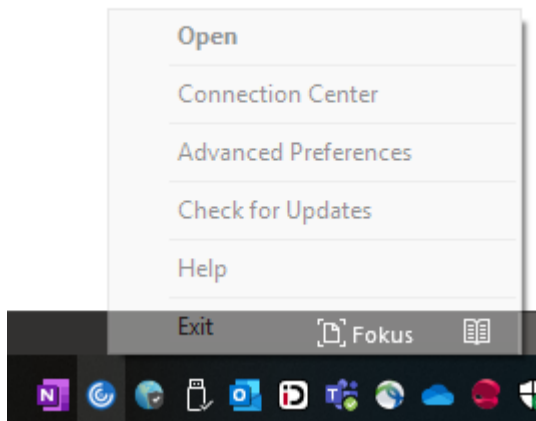 Open
Connection Center
Advanced Preferences
Check for Updates
Help
Exit
Fokus